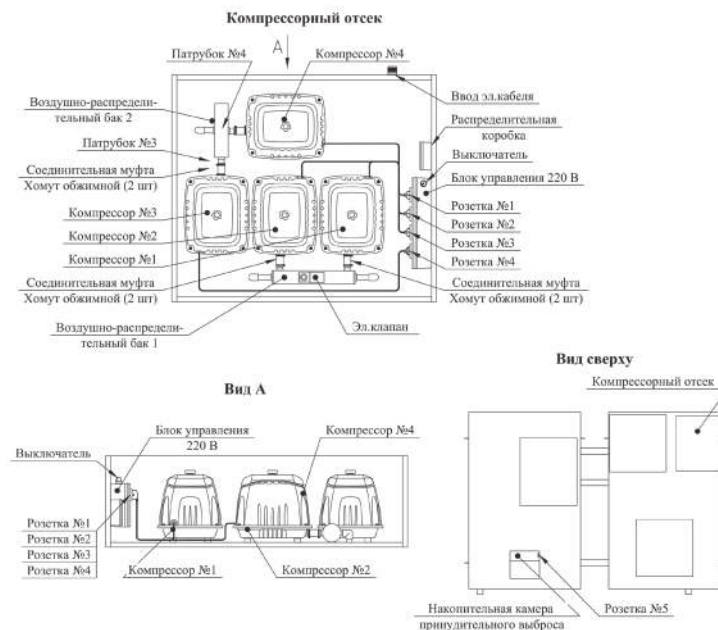 Компрессорный отсек
А
Патрубок №4
Компрессор №4
Воздушно-распредели-
тельный бак 2
Ввод эл.кабеля
Распределительная
коробка
Патрубок №3
Выключатель
Соединительная муфта
Хомут обжимной (2 шт)
Блок управления 220 В
Компрессор №3
Компрессор №2
Компрессор №1
Розетка №1
Розетка №2
Розетка №3
Розетка №4
Соединительная муфта
Хомут обжимной (2 шт)
Соединительная муфта
Хомут обжимной (2 шт)
Воздушно-распредели-
тельный бак 1
Эл.клапан
Вид А
Блок управления
220 В
Компрессор №4
Выключатель
Розетка №1
Розетка №2
Розетка №3
Розетка №4
Компрессор №1
Компрессор №2
Вид сверху
Компрессорный отсек
Накопительная камера
принудительного выброса
Розетка №5